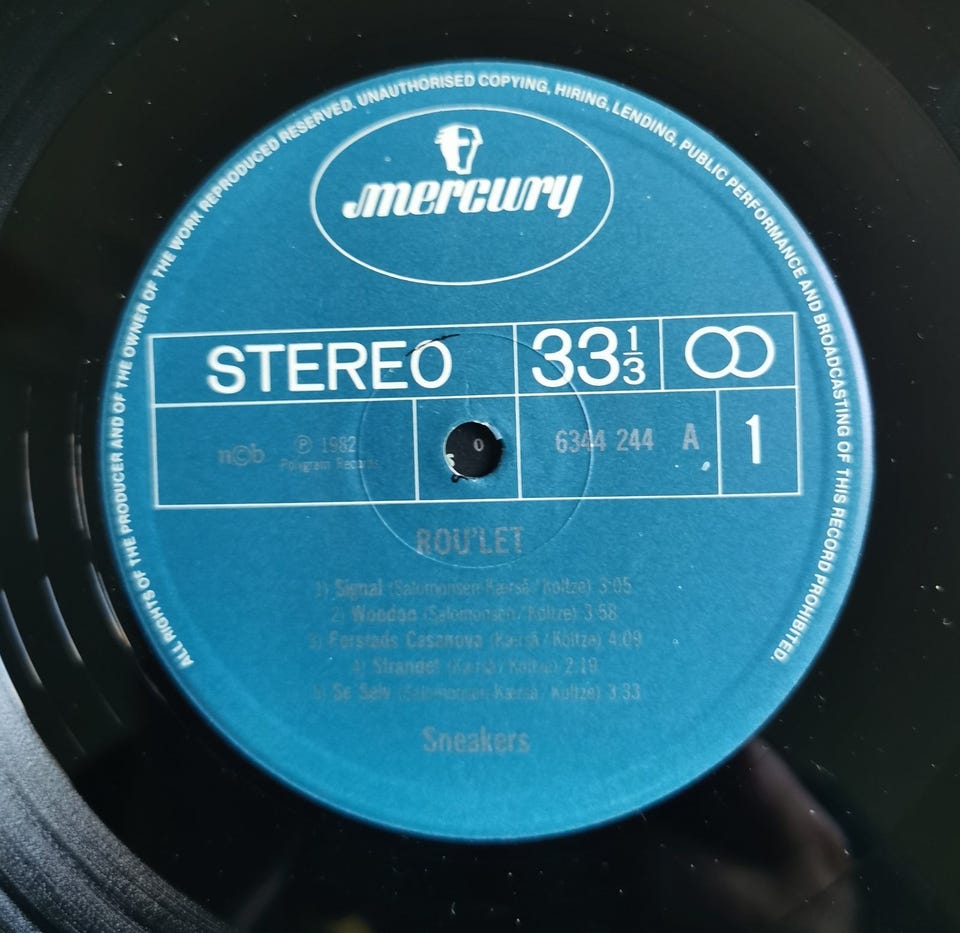 ALL RIGHTS OF THE PRODUCER AND OF THE OWNER OF THE WORK REPRODUCED RESERVED. UNAUTHORISED COPYING, HIRING, LENDING, PUBLIC PERFORMANCE AND BROADCASTING OF THIS RECORD PROHIBITED.
mercury
STEREO 33 1/3
n©b ℗ 1982 6344 244 A 1
Polygram Records
ROU'LET
1) Signal (Salomonsen-Kærså/Koltze) 3:05
2) Woodoo (Salomonsen/Koltze) 3:58
3) Forstads Casanova (Kærså/Koltze) 4:09
4) Strandet (Kærså/Koltze) 2:19
5) Se Selv (Salomonsen-Kærså/Koltze) 3:33
Sneakers